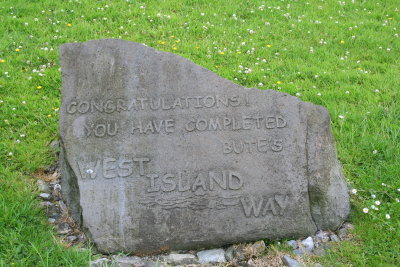 CONGRATULATIONS!
YOU HAVE COMPLETED
BUTE'S
WEST
ISLAND
WAY